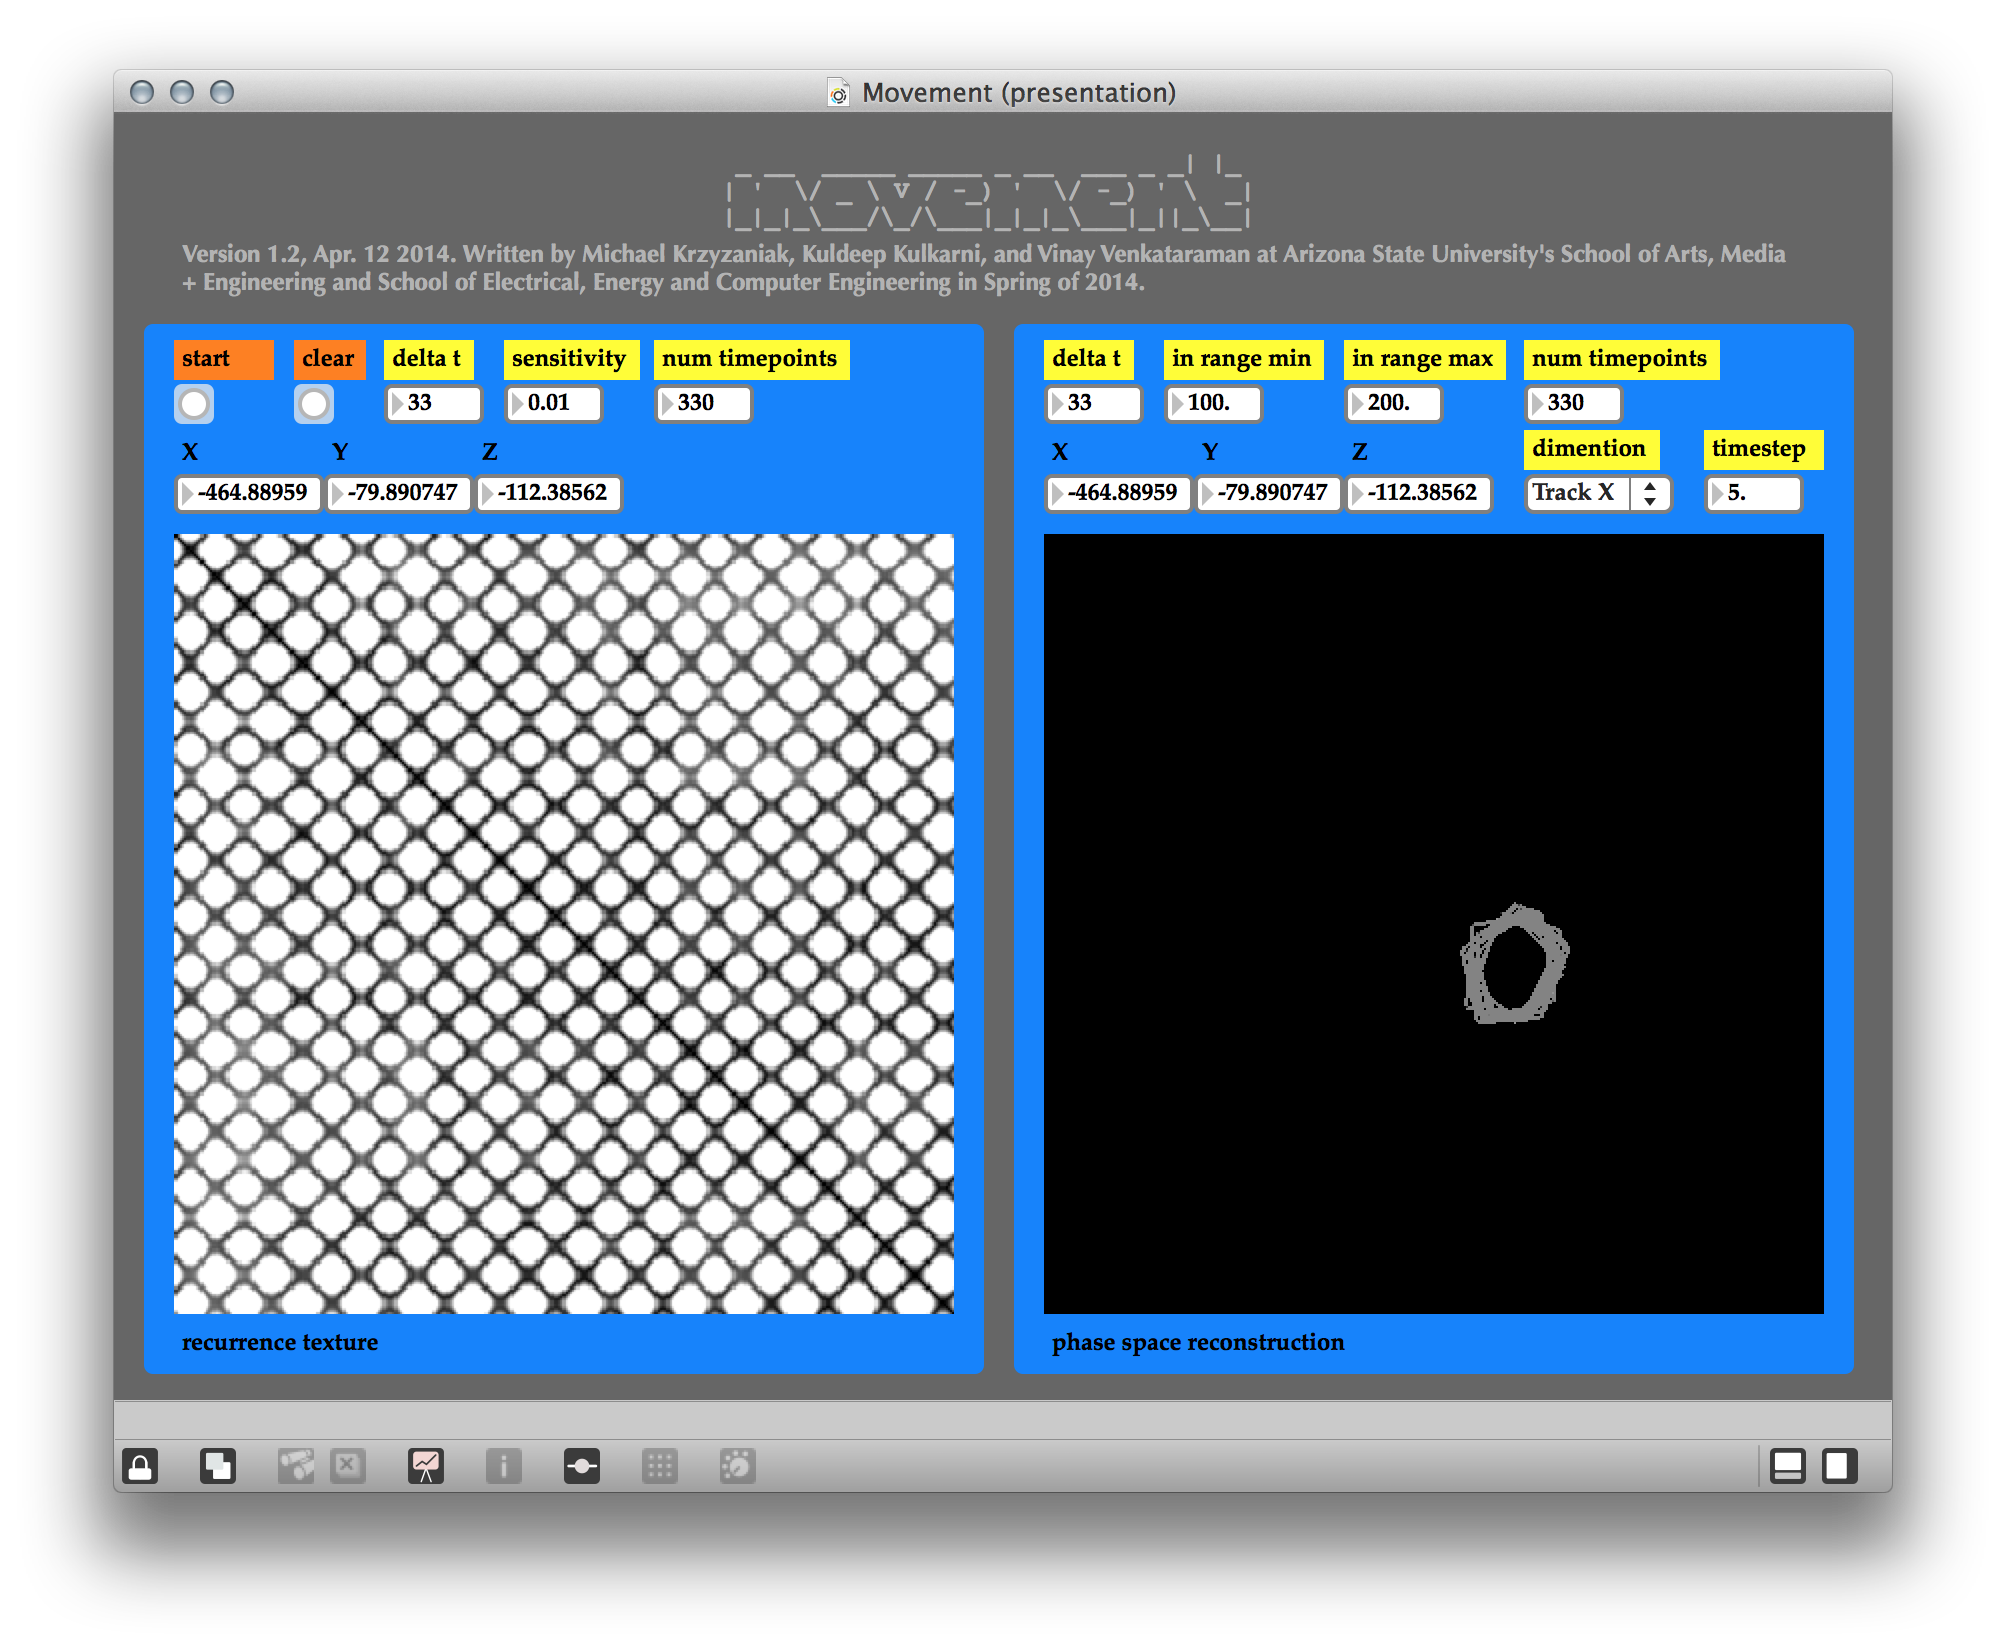 Movement (presentation)
movement
Version 1.2, Apr. 12 2014. Written by Michael Krzyzaniak, Kuldeep Kulkarni, and Vinay Venkataraman at Arizona State University's School of Arts, Media
+ Engineering and School of Electrical, Energy and Computer Engineering in Spring of 2014.
start clear delta t sensitivity num timepoints
33 0.01 330
X Y Z
-464.88959 -79.890747 -112.38562
recurrence texture
delta t in range min in range max num timepoints
33 100. 200. 330
X Y Z dimention timestep
-464.88959 -79.890747 -112.38562 Track X 5.
phase space reconstruction